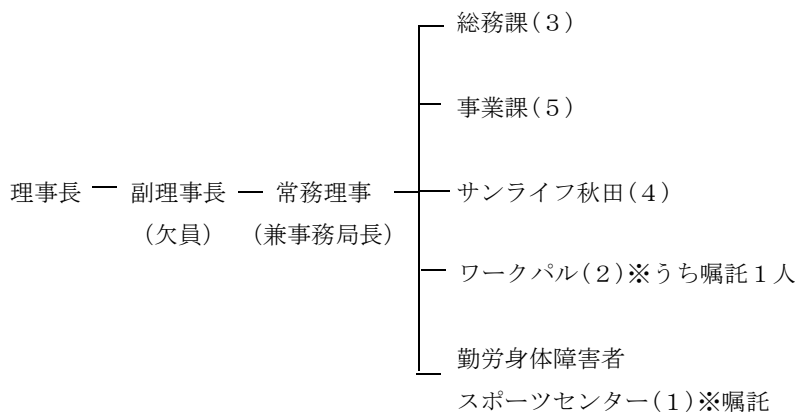 総務課(３)
事業課(５)
理事長 ― 副理事長 ― 常務理事
サンライフ秋田(４)
(欠員)
(兼事務局長)
ワークパル(２)※うち嘱託１人
勤労身体障害者
スポーツセンター(１)※嘱託